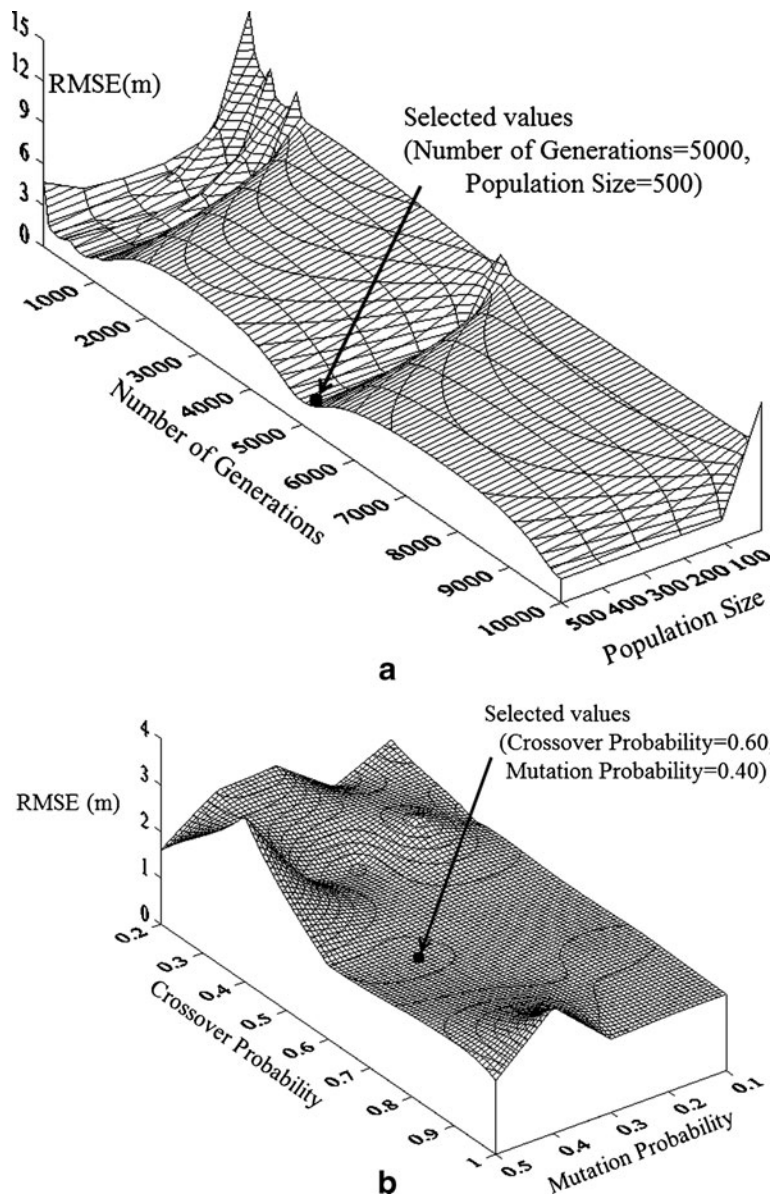 15
12
9
6
3
0
RMSE(m)
Selected values
(Number of Generations=5000,
Population Size=500)
1000
2000
3000
4000
5000
6000
7000
8000
9000
10000
Number of Generations
500
400
300
200
100
Population Size
a
4
3
2
1
0
RMSE (m)
Selected values
(Crossover Probability=0.60
Mutation Probability=0.40)
0.2
0.3
0.4
0.5
0.6
0.7
0.8
0.9
1
Crossover Probability
0.5
0.4
0.3
0.2
0.1
Mutation Probability
b